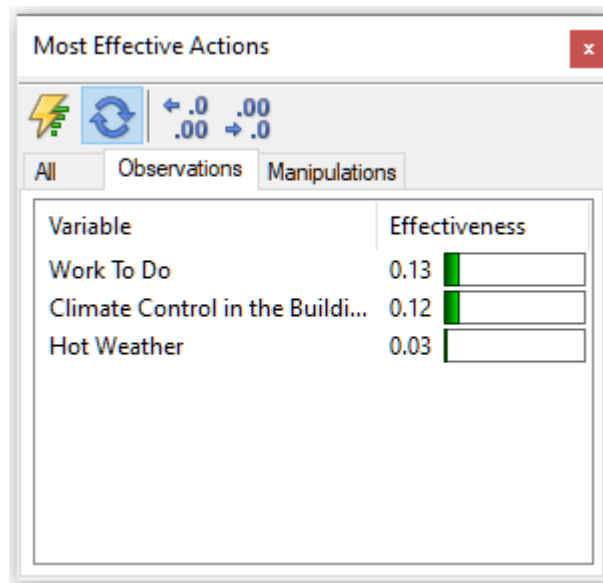 Most Effective Actions
x
.0 .00
.00 .0
All Observations Manipulations
Variable Effectiveness
Work To Do 0.13
Climate Control in the Buildi... 0.12
Hot Weather 0.03